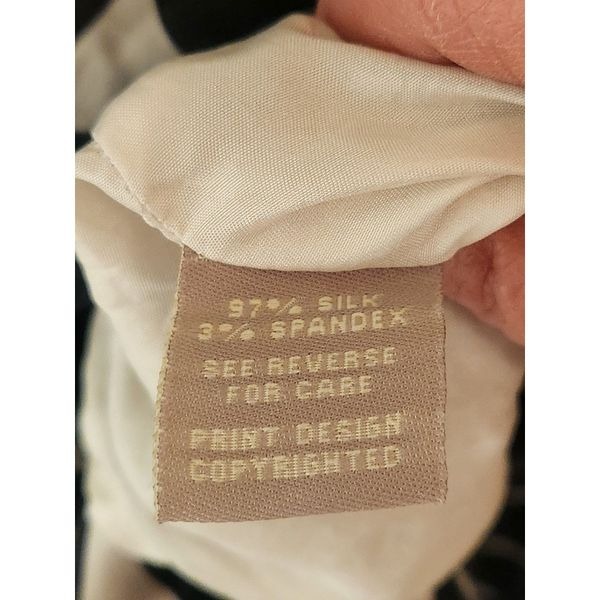 97% SILK
3% SPANDEX
SEE REVERSE
FOR CARE
PRINT DESIGN
COPYRIGHTED